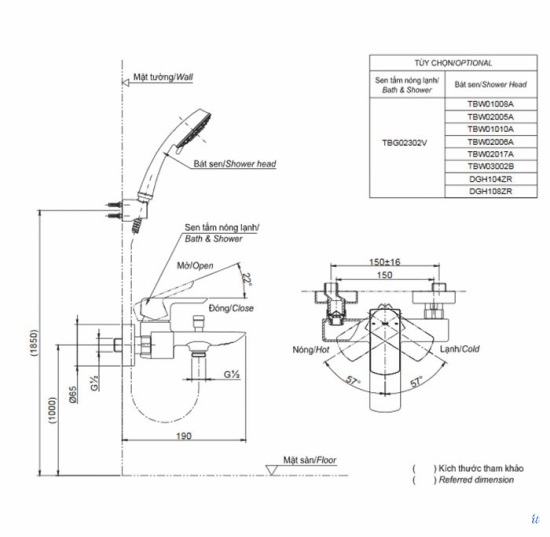 TÙY CHỌN/OPTIONAL
Sen tắm nóng lạnh/
Bath & Shower
Bát sen/Shower Head
TBG02302V
TBW01008A
TBW02005A
TBW01010A
TBW02006A
TBW02017A
TBW03002B
DGH104ZR
DGH108ZR
Mặt tường/Wall
Bát sen/Shower head
Sen tắm nóng lạnh/
Bath & Shower
Mở/Open
22°
Đóng/Close
(1850)
(1000)
Ø65
G½
G½
190
Mặt sàn/Floor
150±16
150
Nóng/Hot
Lạnh/Cold
57°
57°
( ) Kích thước tham khảo
( ) Referred dimension